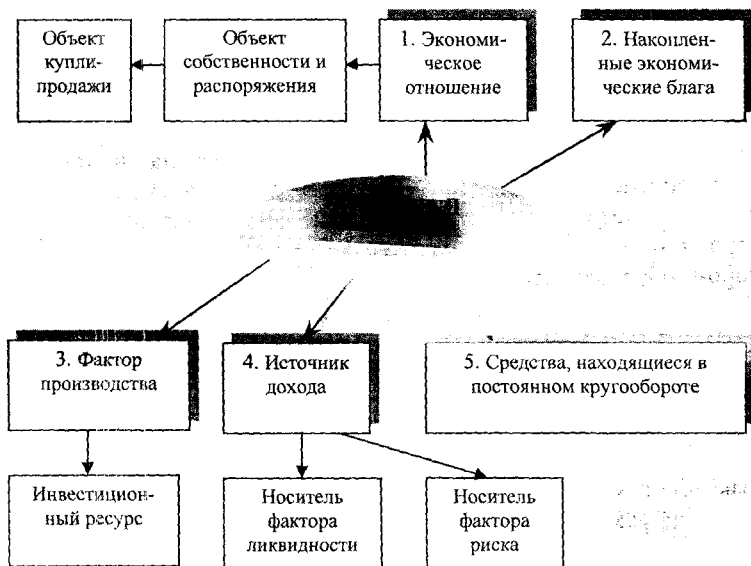 Объект
купли-
продажи
Объект
собственности и
распоряжения
1. Экономи-
ческое
отношение
2. Накоплен-
ные экономи-
ческие блага
3. Фактор
производства
4. Источник
дохода
5. Средства, находящиеся в
постоянном кругообороте
Инвестицион-
ный ресурс
Носитель
фактора
ликвидности
Носитель
фактора
риска